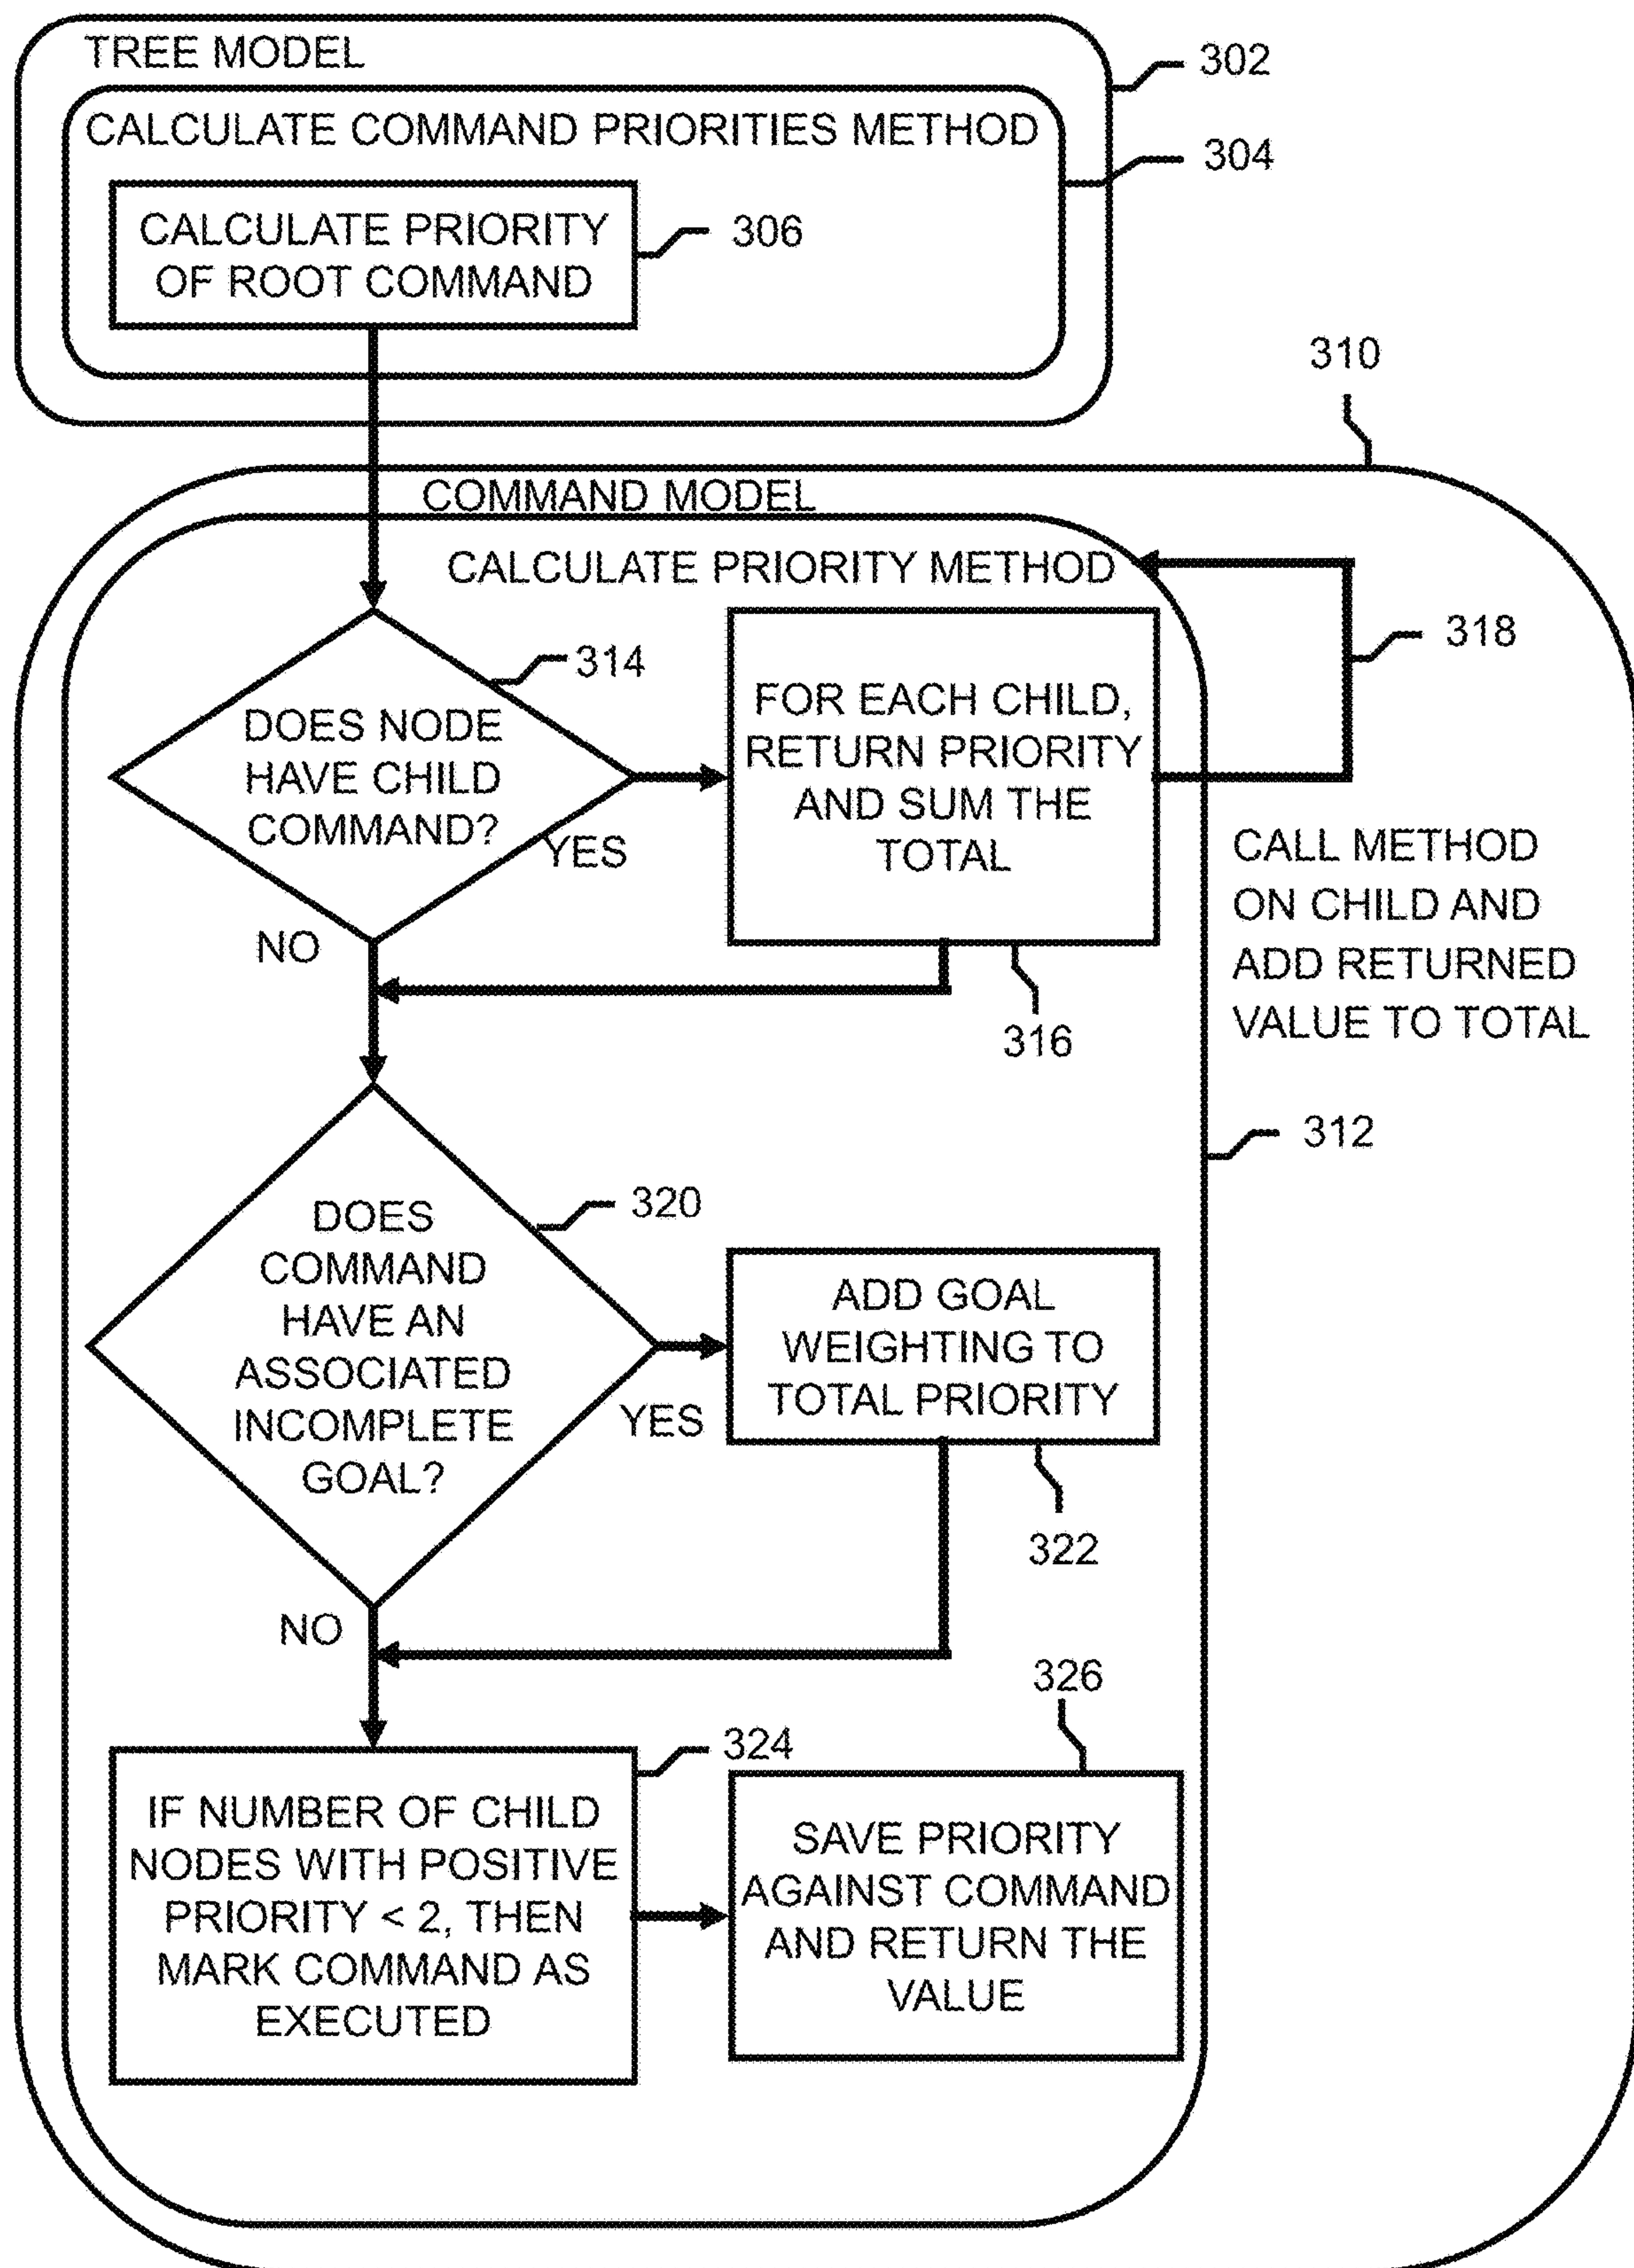 TREE MODEL
302
CALCULATE COMMAND PRIORITIES METHOD
304
CALCULATE PRIORITY
OF ROOT COMMAND
306
310
COMMAND MODEL
CALCULATE PRIORITY METHOD
318
314
DOES NODE
HAVE CHILD
COMMAND?
YES
NO
FOR EACH CHILD,
RETURN PRIORITY
AND SUM THE
TOTAL
316
CALL METHOD
ON CHILD AND
ADD RETURNED
VALUE TO TOTAL
312
320
DOES
COMMAND
HAVE AN
ASSOCIATED
INCOMPLETE
GOAL?
YES
NO
ADD GOAL
WEIGHTING TO
TOTAL PRIORITY
322
324
IF NUMBER OF CHILD
NODES WITH POSITIVE
PRIORITY < 2, THEN
MARK COMMAND AS
EXECUTED
326
SAVE PRIORITY
AGAINST COMMAND
AND RETURN THE
VALUE